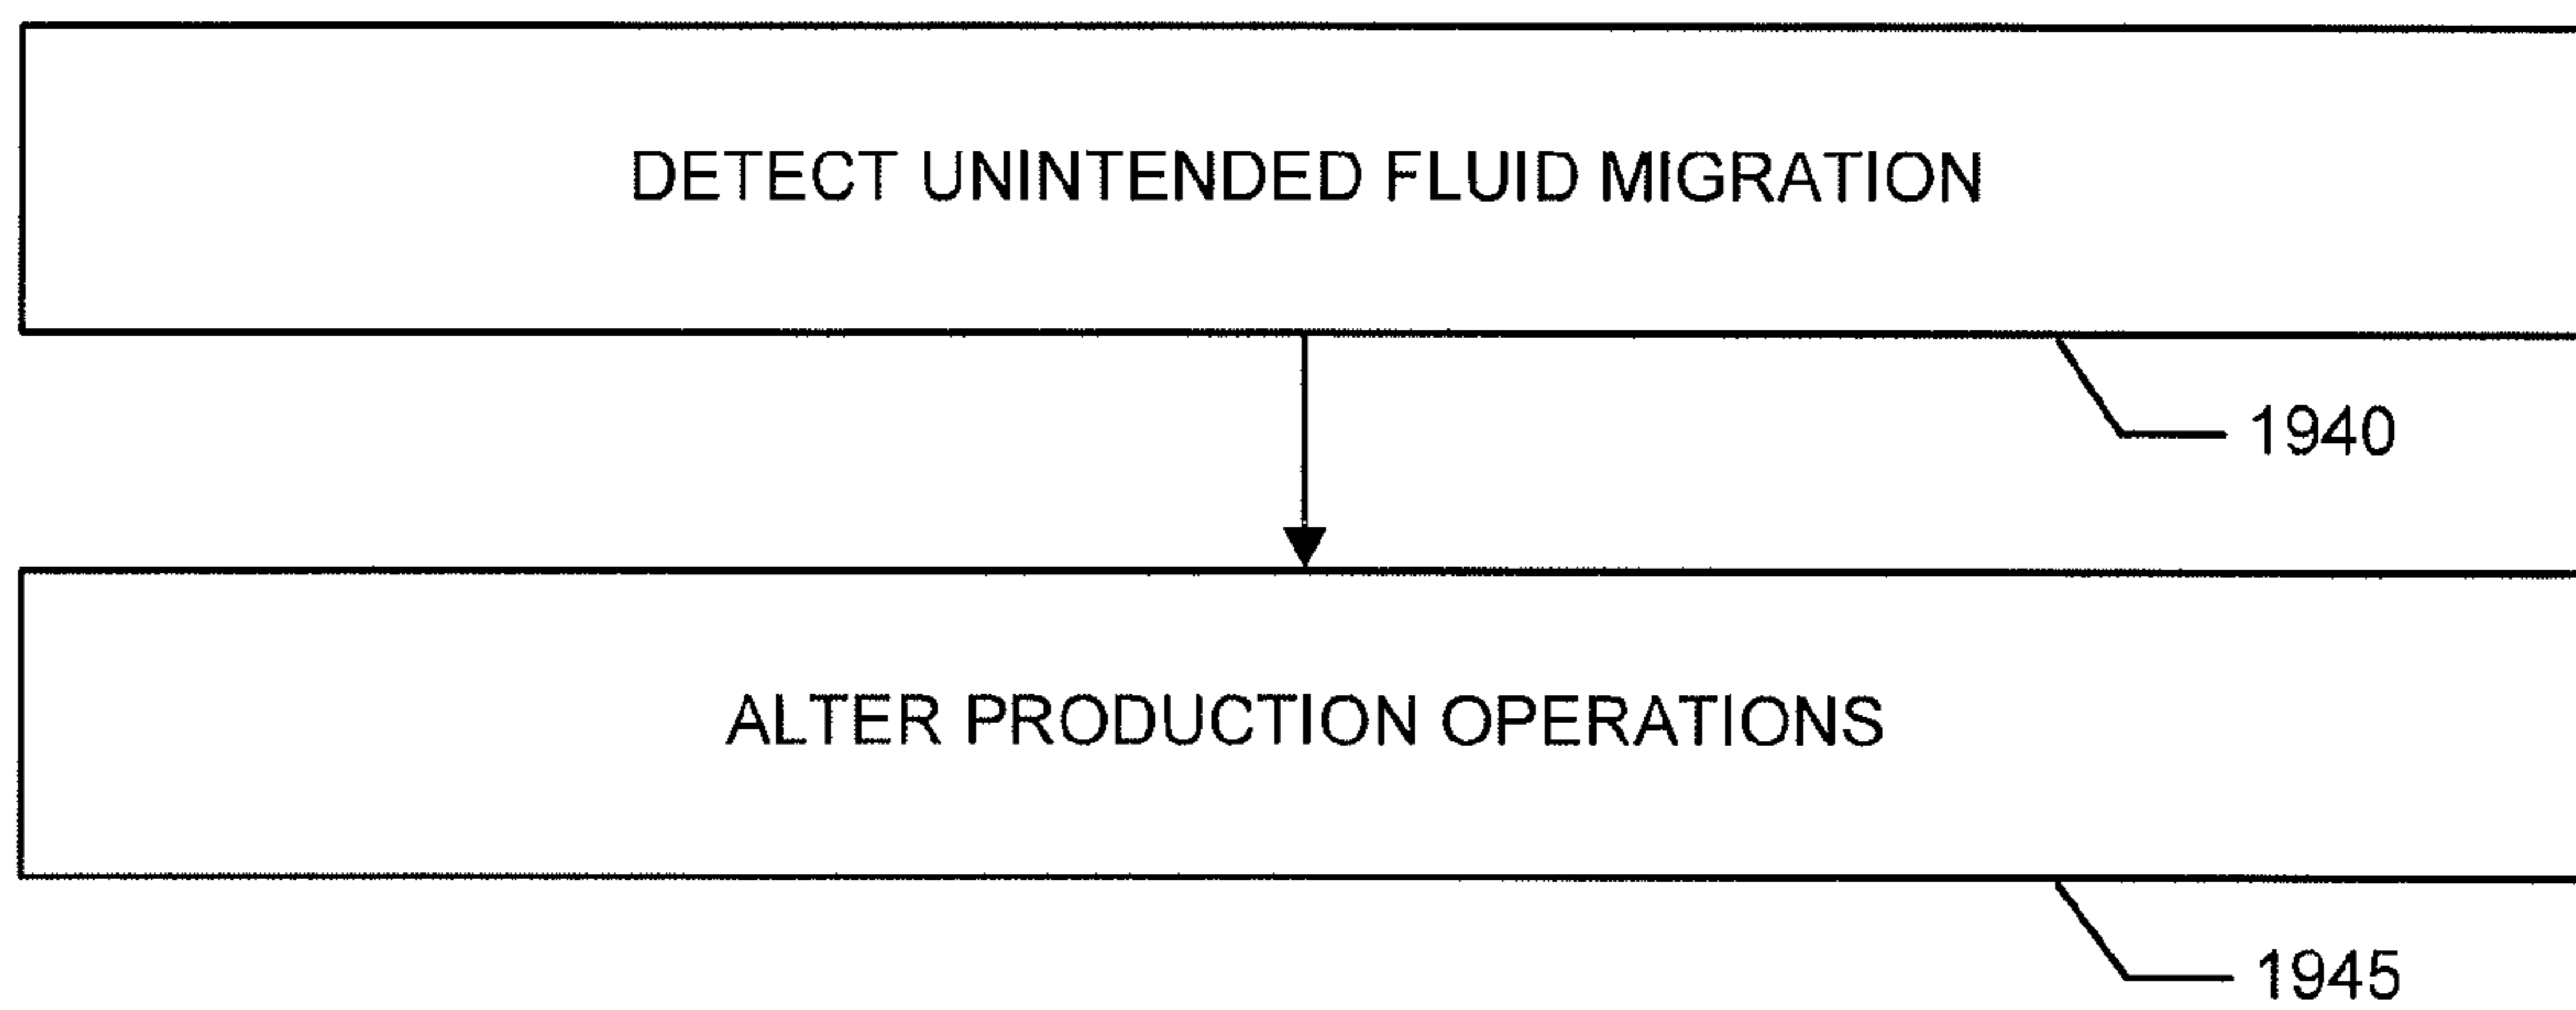 DETECT UNINTENDED FLUID MIGRATION
1940
ALTER PRODUCTION OPERATIONS
1945